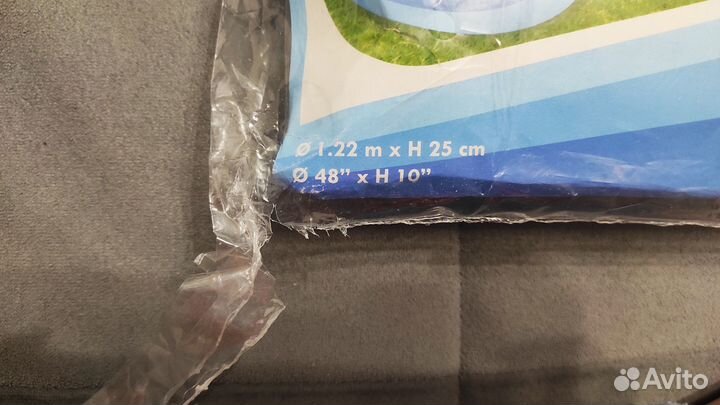 Ø 1.22 m x H 25 cm
Ø 48” x H 10”
Avito